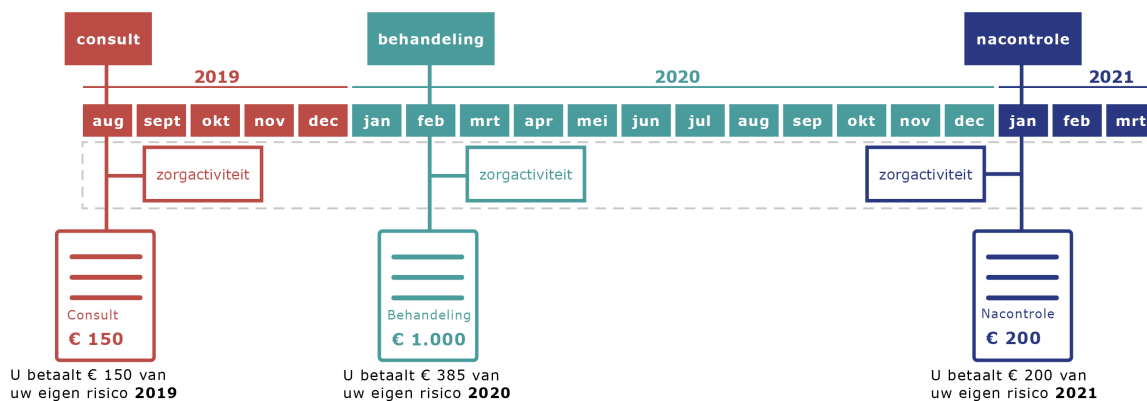 consult
behandeling
nacontrole
2019
2020
2021
aug sept okt nov dec jan feb mrt apr mei jun jul aug sep okt nov dec jan feb mrt
zorgactiviteit
zorgactiviteit
zorgactiviteit
Consult
€ 150
Behandeling
€ 1.000
Nacontrole
€ 200
U betaalt € 150 van
uw eigen risico 2019
U betaalt € 385 van
uw eigen risico 2020
U betaalt € 200 van
uw eigen risico 2021